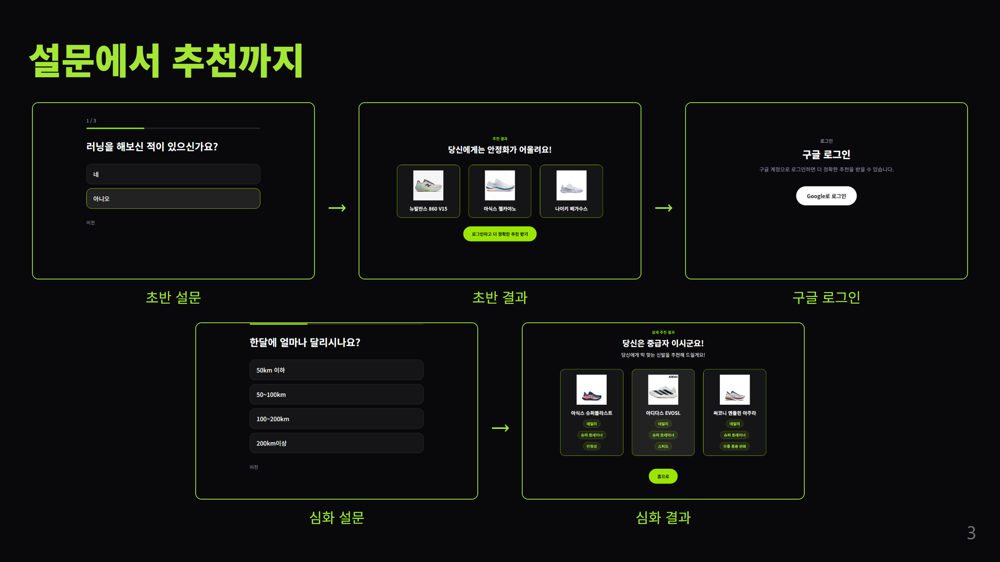 설문에서 추천까지
1 / 3
러닝을 해보신 적이 있으신가요?
네
아니오
이전
→
추천 결과
당신에게는 안정화가 어울려요!
뉴발란스 860 V15
아식스 젤카야노
나이키 페가수스
로그인하고 더 정확한 추천 받기
→
로그인
구글 로그인
구글 계정으로 로그인하면 더 정확한 추천을 받을 수 있습니다.
Google로 로그인
초반 설문
초반 결과
구글 로그인
한달에 얼마나 달리시나요?
50km 이하
50~100km
100~200km
200km이상
이전
→
상세 추천 결과
당신은 중급자 이시군요!
당신에게 딱 맞는 신발을 추천해 드릴게요!
아식스 슈퍼블라스트
데일리
슈퍼 트레이너
안정성
ADIDAS
아디다스 EVOSL
데일리
슈퍼 트레이너
스피드
써코니 엔돌핀 아주라
데일리
슈퍼 트레이너
무릎 통증 완화
홈으로
심화 설문
심화 결과
3